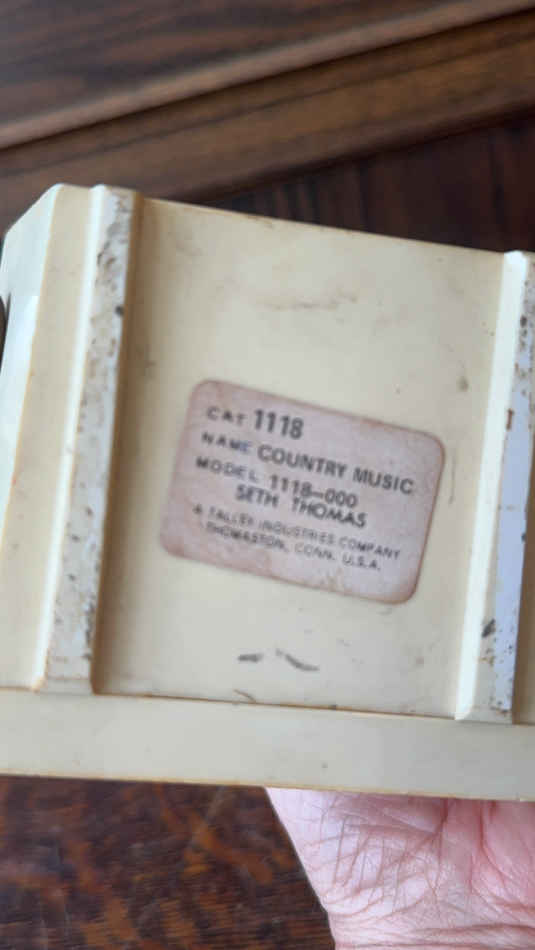 CAT 1118
NAME COUNTRY MUSIC
MODEL 1118-000
SETH THOMAS
A TALLEY INDUSTRIES COMPANY
THOMASTON, CONN. U.S.A.